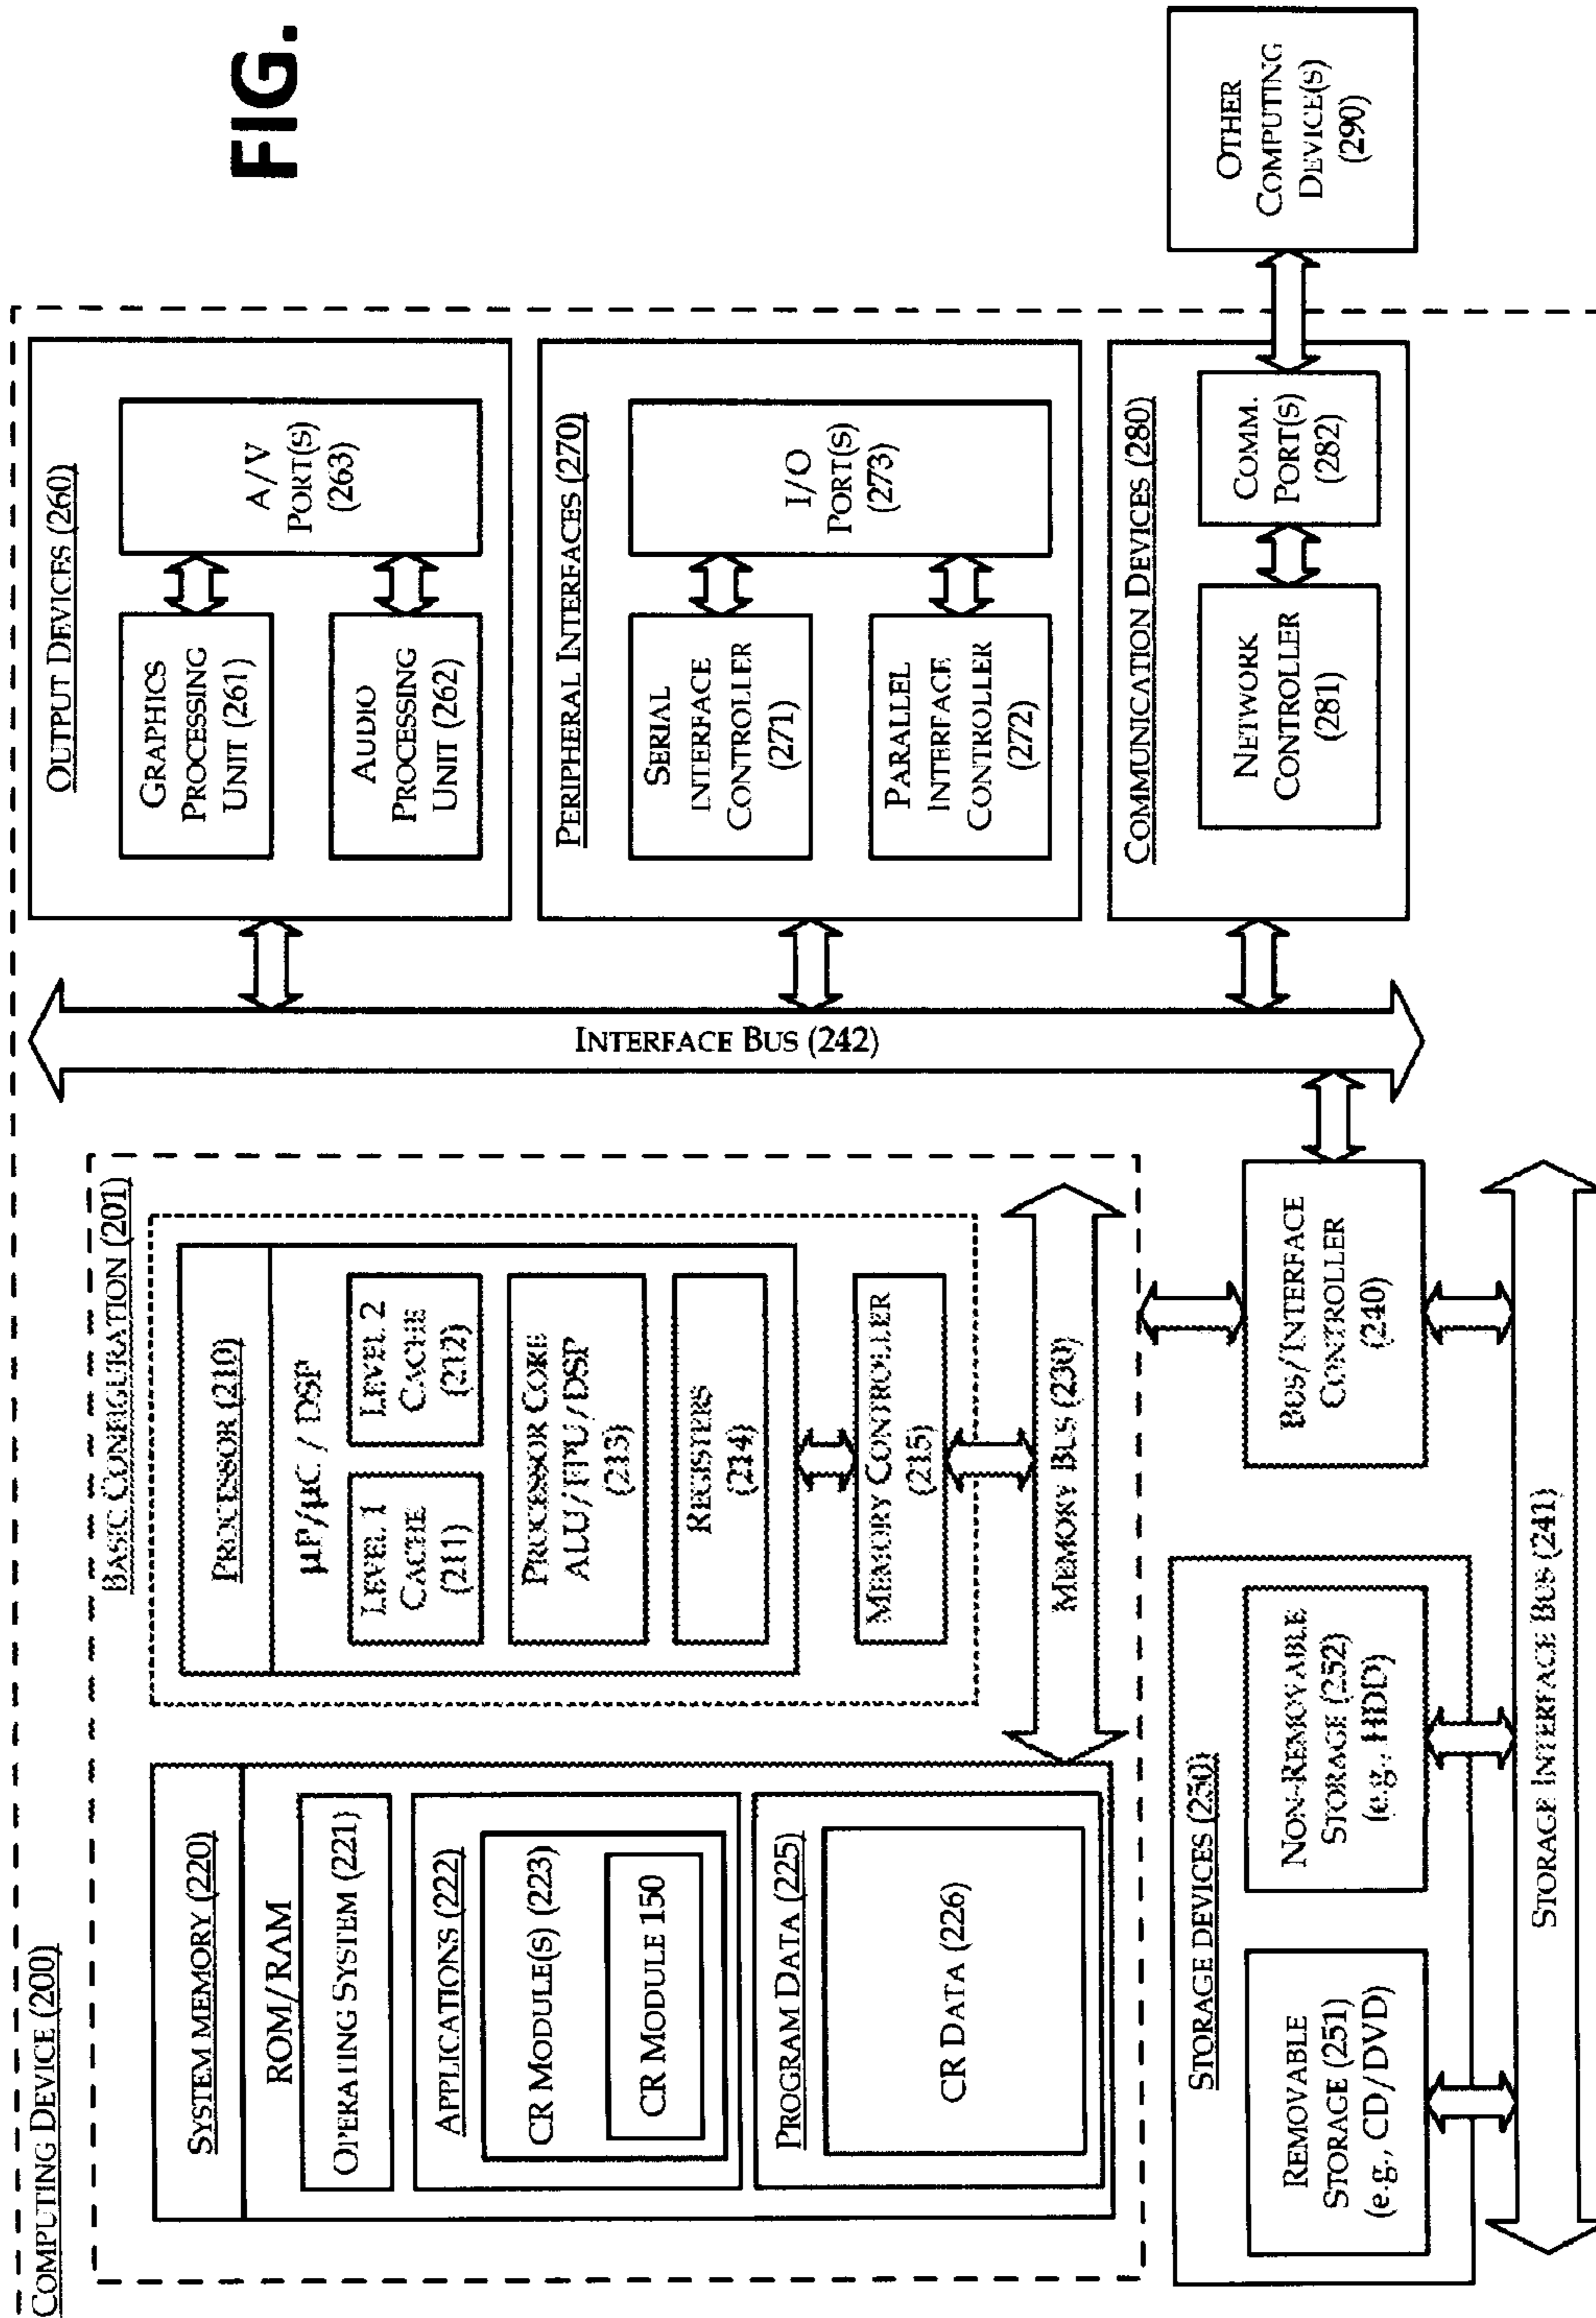 FIG.
COMPUTING DEVICE (200)
BASIC CONFIGURATION (201)
SYSTEM MEMORY (220)
ROM/RAM
OPERATING SYSTEM (221)
APPLICATIONS (222)
CR MODULE(S) (223)
CR MODULE 150
PROGRAM DATA (225)
CR DATA (226)
PROCESSOR (210)
µP/µC / DSP
LEVEL 1
CACHE
(211)
LEVEL 2
CACHE
(212)
PROCESSOR CORE
ALU/FPU/DSP
(213)
REGISTERS
(214)
MEMORY CONTROLLER
(215)
MEMORY BUS (230)
BUS/INTERFACE
CONTROLLER
(240)
STORAGE DEVICES (250)
REMOVABLE
STORAGE (251)
(e.g., CD/DVD)
NON-REMOVABLE
STORAGE (252)
(e.g., HDD)
STORAGE INTERFACE BUS (241)
INTERFACE BUS (242)
OUTPUT DEVICES (260)
GRAPHICS
PROCESSING
UNIT (261)
AUDIO
PROCESSING
UNIT (262)
A/V
PORT(S)
(263)
PERIPHERAL INTERFACES (270)
SERIAL
INTERFACE
CONTROLLER
(271)
PARALLEL
INTERFACE
CONTROLLER
(272)
I/O
PORT(S)
(273)
COMMUNICATION DEVICES (280)
NETWORK
CONTROLLER
(281)
COMM.
PORT(S)
(282)
OTHER
COMPUTING
DEVICE(S)
(290)